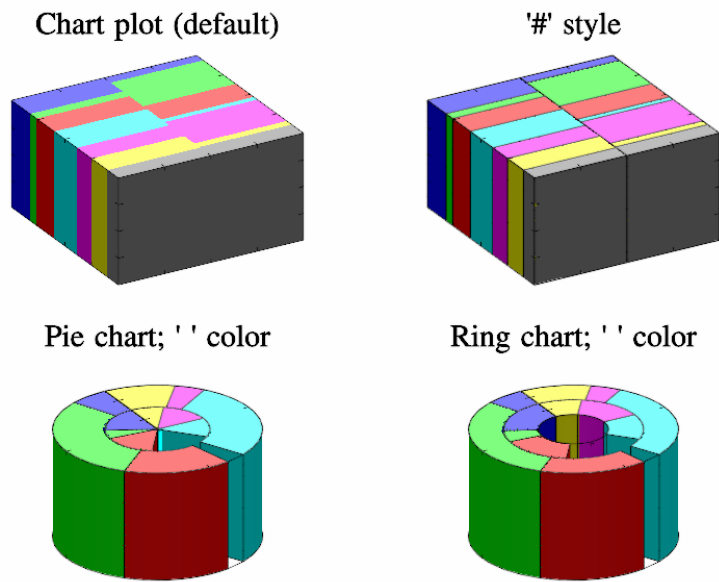 Chart plot (default)
'#' style
Pie chart; ' ' color
Ring chart; ' ' color